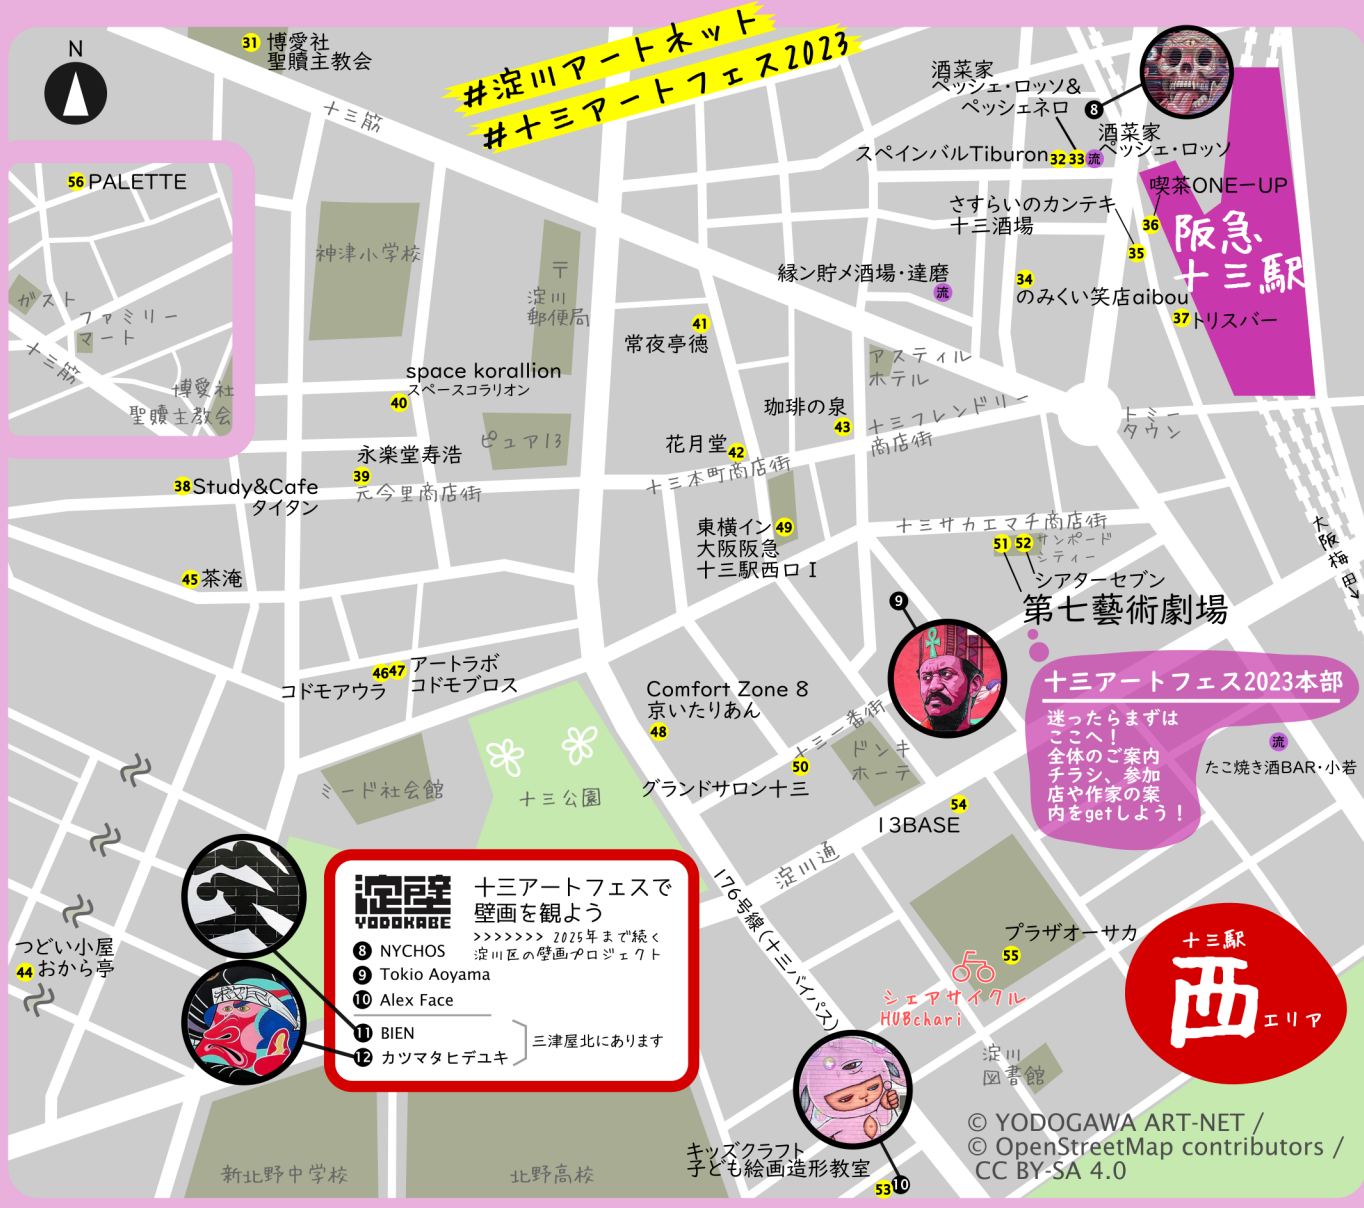 N
31
博愛社
聖贖主教会
#淀川アートネット
#十三アートフェス2023
十三筋
酒菜家
ペッシェ・ロッソ&
ペッシェネロ
8
酒菜家
ペッシェ・ロッソ
スペインバルTiburon
32
33
流
56
PALETTE
喫茶ONEーUP
36
さすらいのカンテキ
十三酒場
35
阪急
十三駅
神津小学校
〒
淀川
郵便局
縁ン貯メ酒場・達磨
流
34
のみくい笑店aibou
37
トリスバー
ガスト
ファミリー
マート
十三筋
博愛社
聖贖主教会
41
常夜亭徳
アスティル
ホテル
space korallion
スペースコラリオン
40
珈琲の泉
43
十三フレンドリー
商店街
トミー
タウン
ピュア13
花月堂
42
永楽堂寿浩
39
元今里商店街
十三本町商店街
38
Study&Cafe
タイタン
東横イン
49
大阪阪急
十三駅西口Ⅰ
十三サカエマチ商店街
51
52
サンポード
シティー
シアターセブン
第七藝術劇場
大阪梅田→
45
茶淹
9
46
47
アートラボ
コドモブロス
コドモアウラ
Comfort Zone 8
京いたりあん
48
十三一番街
50
グランドサロン十三
ドンキ
ホーテ
十三アートフェス2023本部
迷ったらまずは
ここへ!
全体のご案内
チラシ、参加
店や作家の案
内をgetしよう!
流
たこ焼き酒BAR・小若
ミード社会館
十三公園
54
13BASE
淀川通
176号線(十三バイパス)
淀壁
YODOKABE
十三アートフェスで
壁画を観よう
>>>>>>> 2025年まで続く
淀川区の壁画プロジェクト
8 NYCHOS
9 Tokio Aoyama
10 Alex Face
11 BIEN
12 カツマタヒデユキ
三津屋北にあります
つどい小屋
おから亭
44
プラザオーサカ
55
シェアサイクル
HUBchari
十三駅
西
エリア
淀川
図書館
新北野中学校
北野高校
キッズクラフト
子ども絵画造形教室
53
10
© YODOGAWA ART-NET /
© OpenStreetMap contributors /
CC BY-SA 4.0